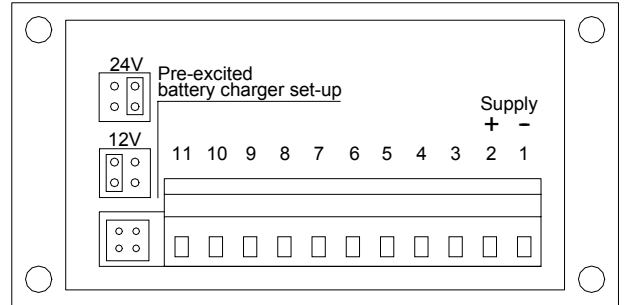 24V
Pre-excited
battery charger set-up
Supply
+ -
12V
11 10 9 8 7 6 5 4 3 2 1